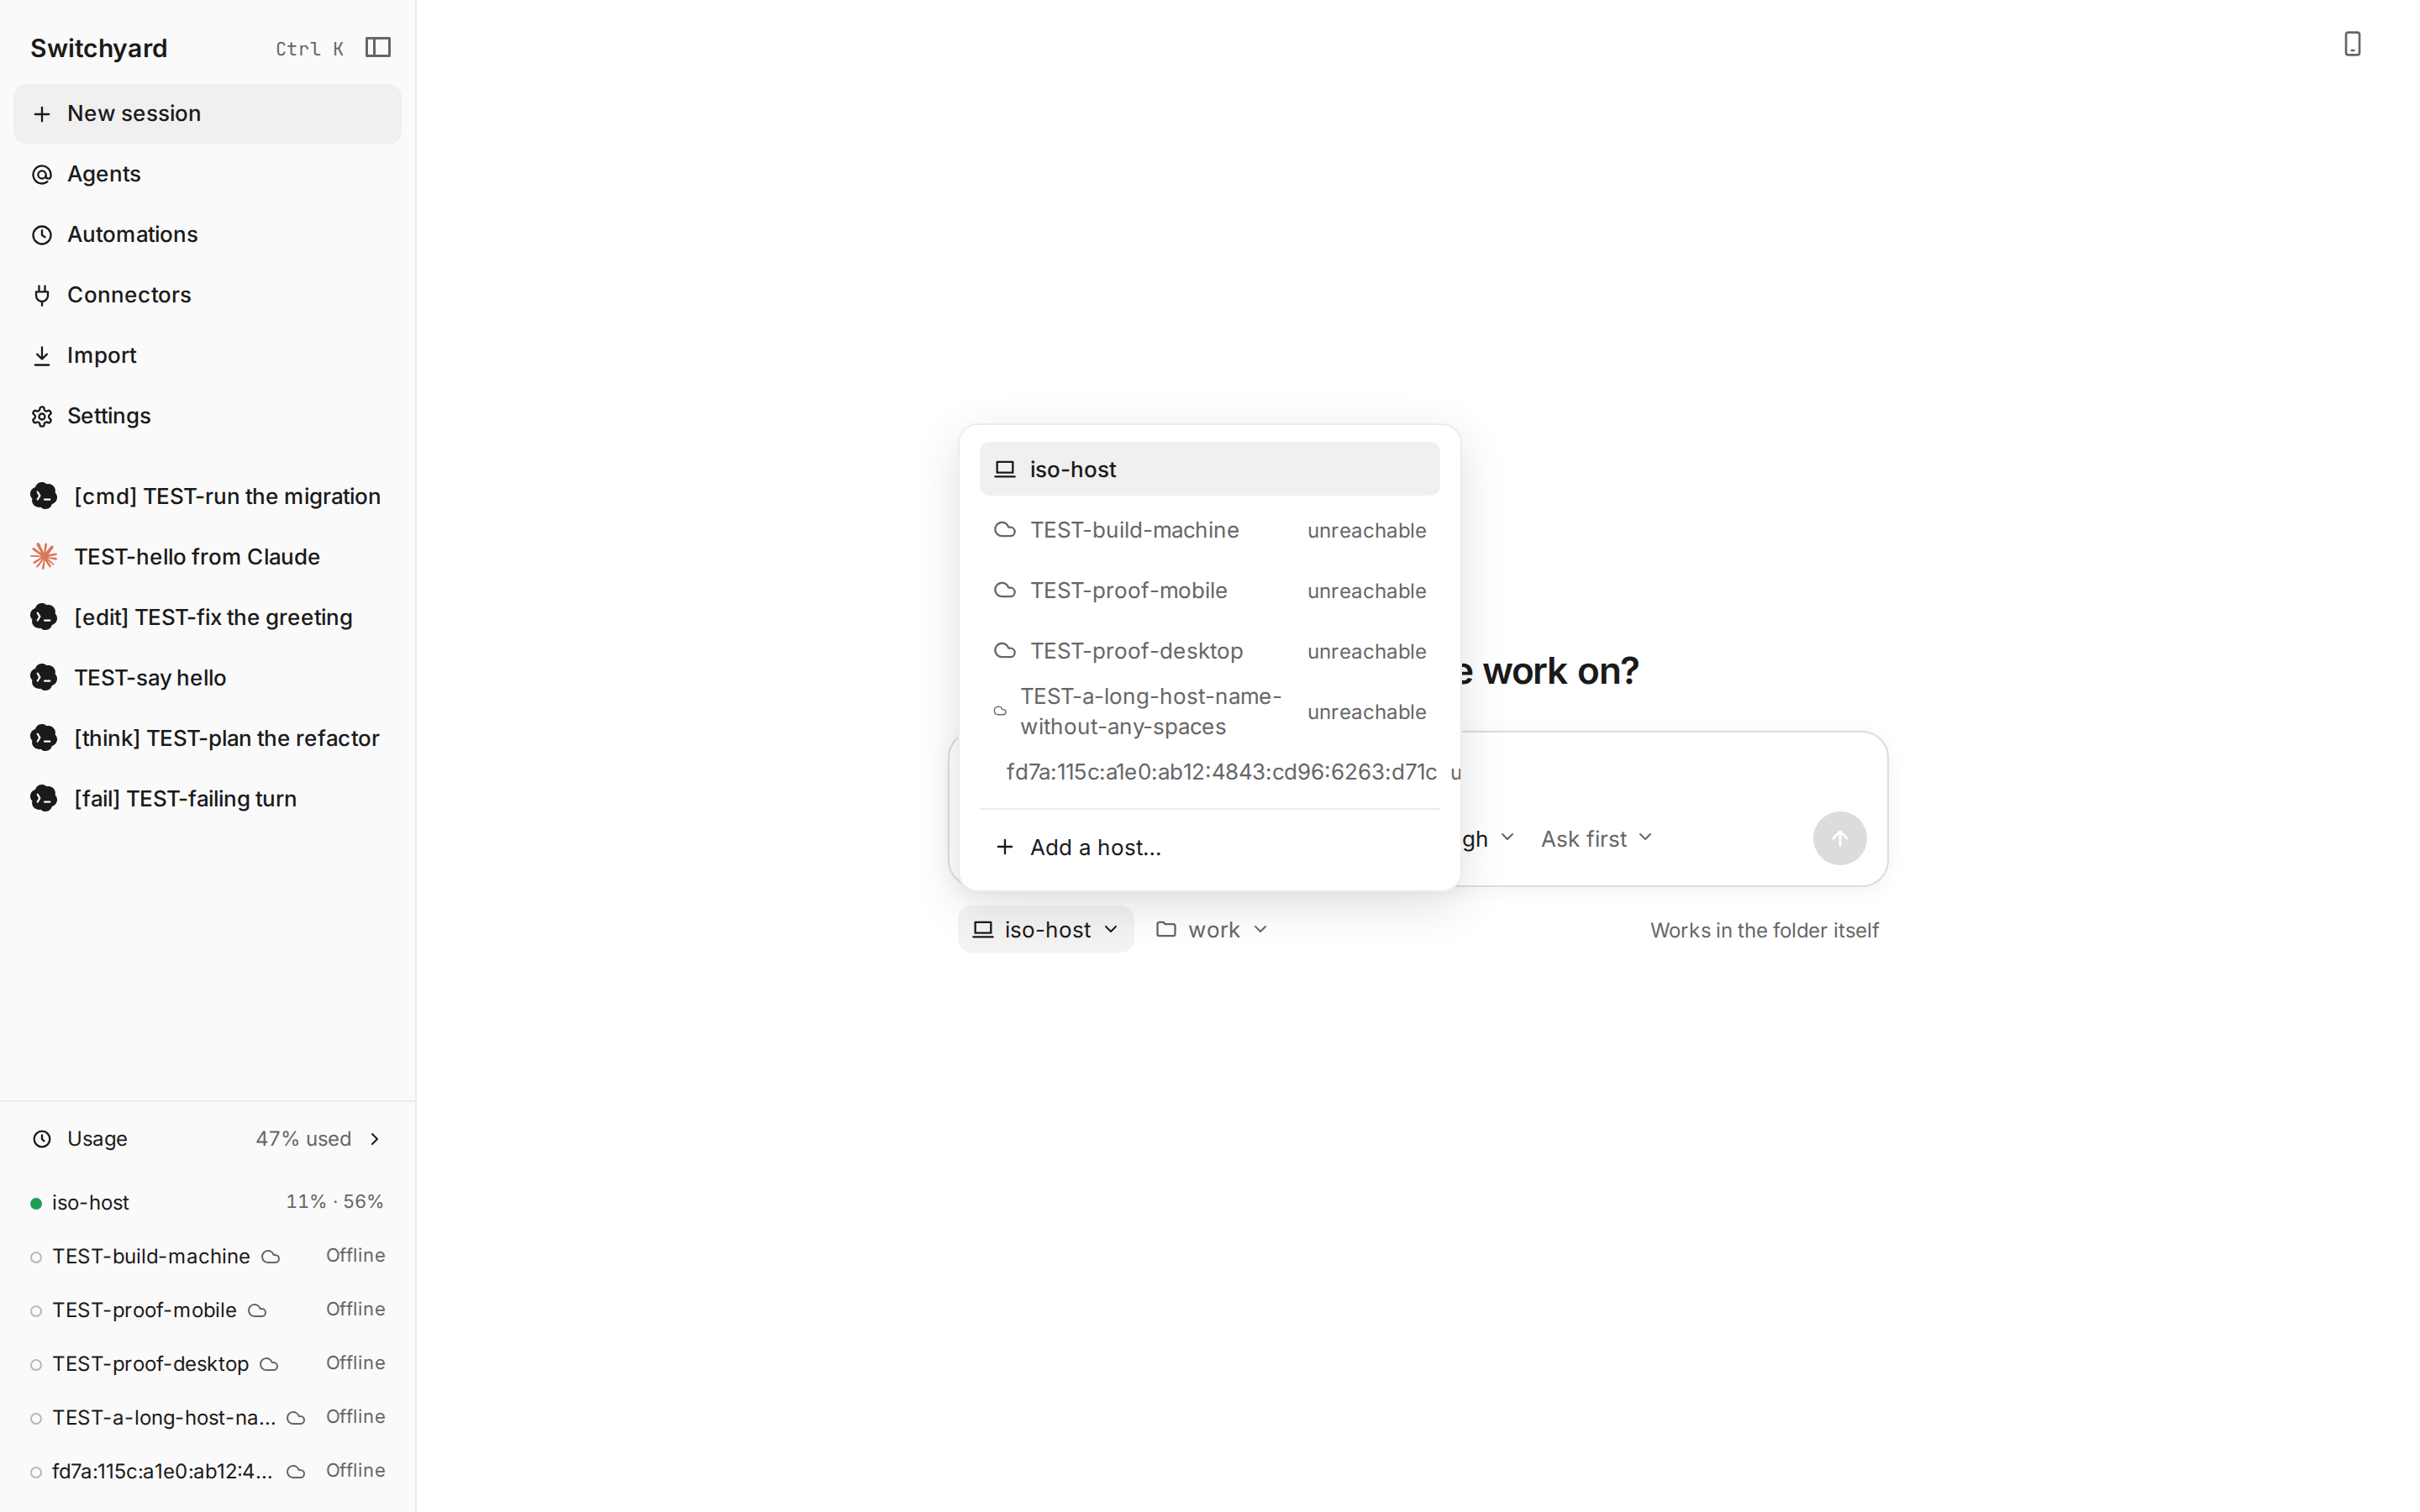 Switchyard
Ctrl K
New session
Agents
Automations
Connectors
Import
Settings
[cmd] TEST-run the migration
TEST-hello from Claude
[edit] TEST-fix the greeting
TEST-say hello
[think] TEST-plan the refactor
[fail] TEST-failing turn
Usage 47% used
iso-host 11% · 56%
TEST-build-machine Offline
TEST-proof-mobile Offline
TEST-proof-desktop Offline
TEST-a-long-host-na... Offline
fd7a:115c:a1e0:ab12:4... Offline
iso-host
TEST-build-machine unreachable
TEST-proof-mobile unreachable
TEST-proof-desktop unreachable
TEST-a-long-host-name-
without-any-spaces unreachable
fd7a:115c:a1e0:ab12:4843:cd96:6263:d71c
Add a host...
work on?
Ask first
iso-host work
Works in the folder itself